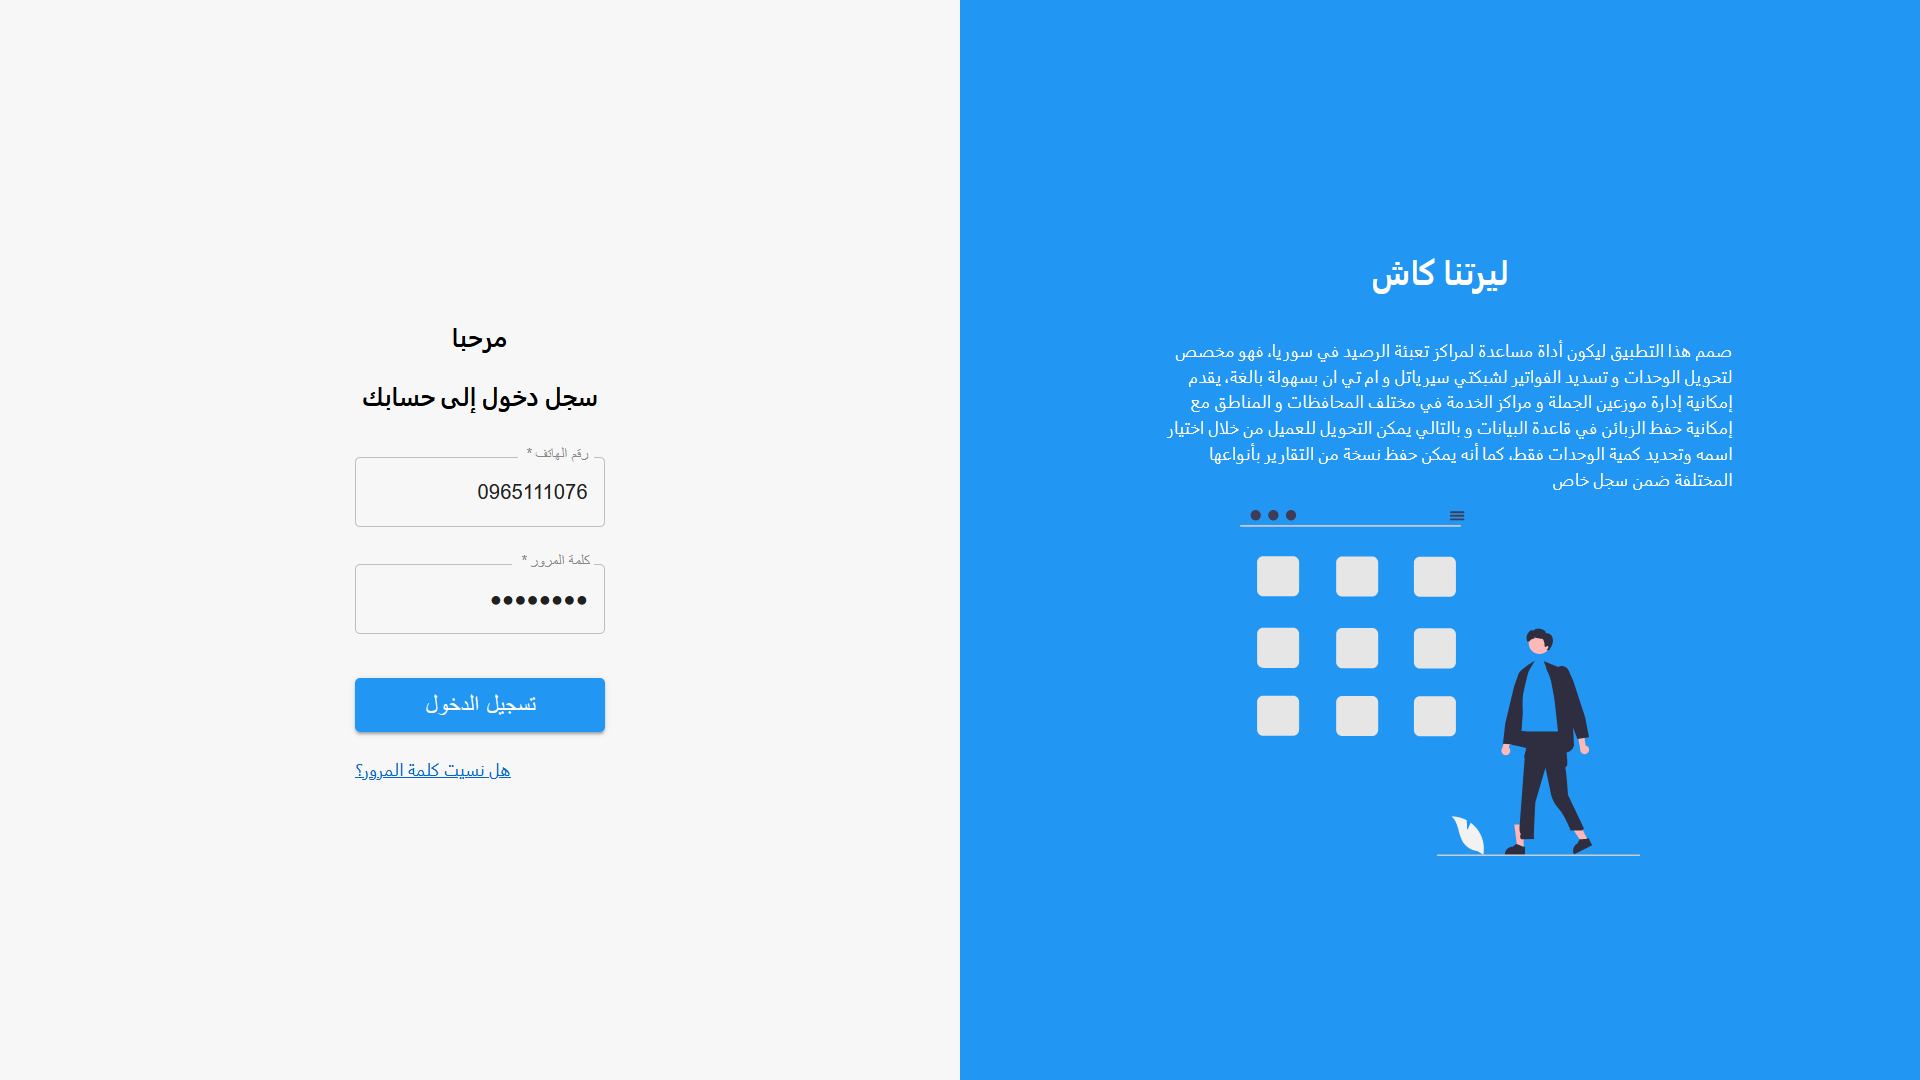 ليرتنا كاش
صمم هذا التطبيق ليكون أداة مساعدة لمراكز تعبئة الرصيد في سوريا، فهو مخصص
لتحويل الوحدات و تسديد الفواتير لشبكتي سيرياتل و ام تي ان بسهولة بالغة، يقدم
إمكانية إدارة موزعين الجملة و مراكز الخدمة في مختلف المحافظات و المناطق مع
إمكانية حفظ الزبائن في قاعدة البيانات و بالتالي يمكن التحويل للعميل من خلال اختيار
اسمه وتحديد كمية الوحدات فقط، كما أنه يمكن حفظ نسخة من التقارير بأنواعها
المختلفة ضمن سجل خاص
مرحبا
سجل دخول إلى حسابك
رقم الهاتف *
0965111076
كلمة المرور *
••••••••
تسجيل الدخول
هل نسيت كلمة المرور؟